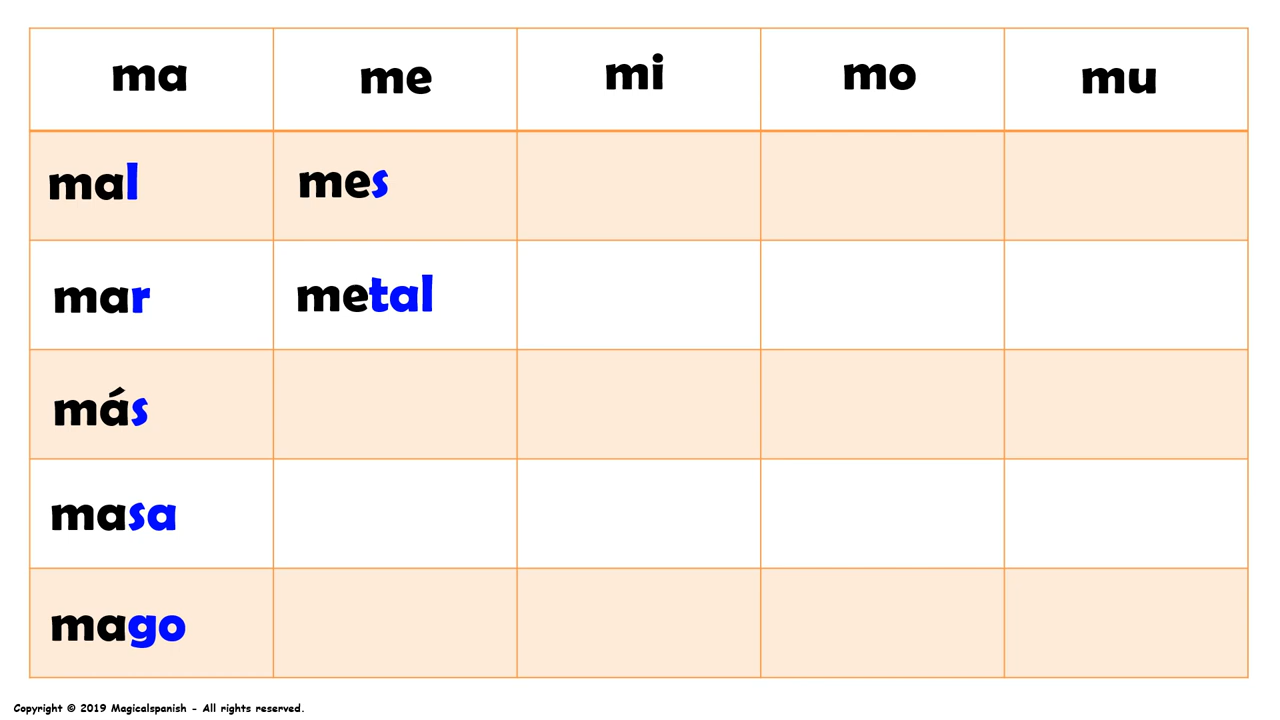 ma me mi mo mu
mal mes
mar metal
más
masa
mago
Copyright © 2019 Magicalspanish - All rights reserved.